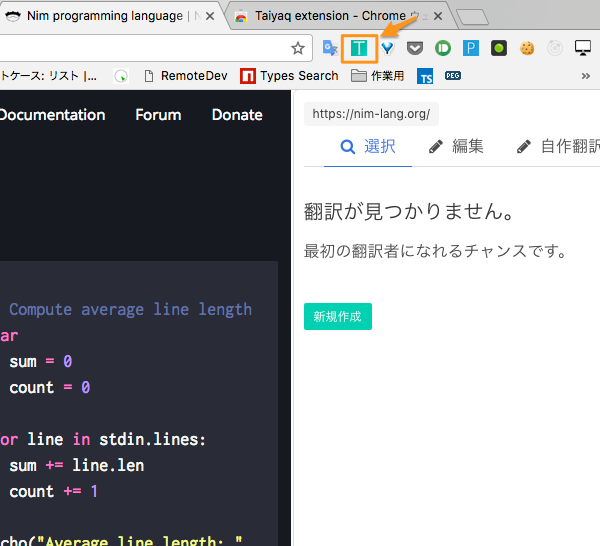 Nim programming language | N
Taiyaq extension - Chrome ウェ
T
P
トケース: リスト |...
RemoteDev
Types Search
作業用
TS
PEG
»
Documentation
Forum
Donate
https://nim-lang.org/
選択
編集
自作翻訳
翻訳が見つかりません。
最初の翻訳者になれるチャンスです。
新規作成
Compute average line length
ar
sum = 0
count = 0
or line in stdin.lines:
sum += line.len
count += 1
cho("Average line length: "